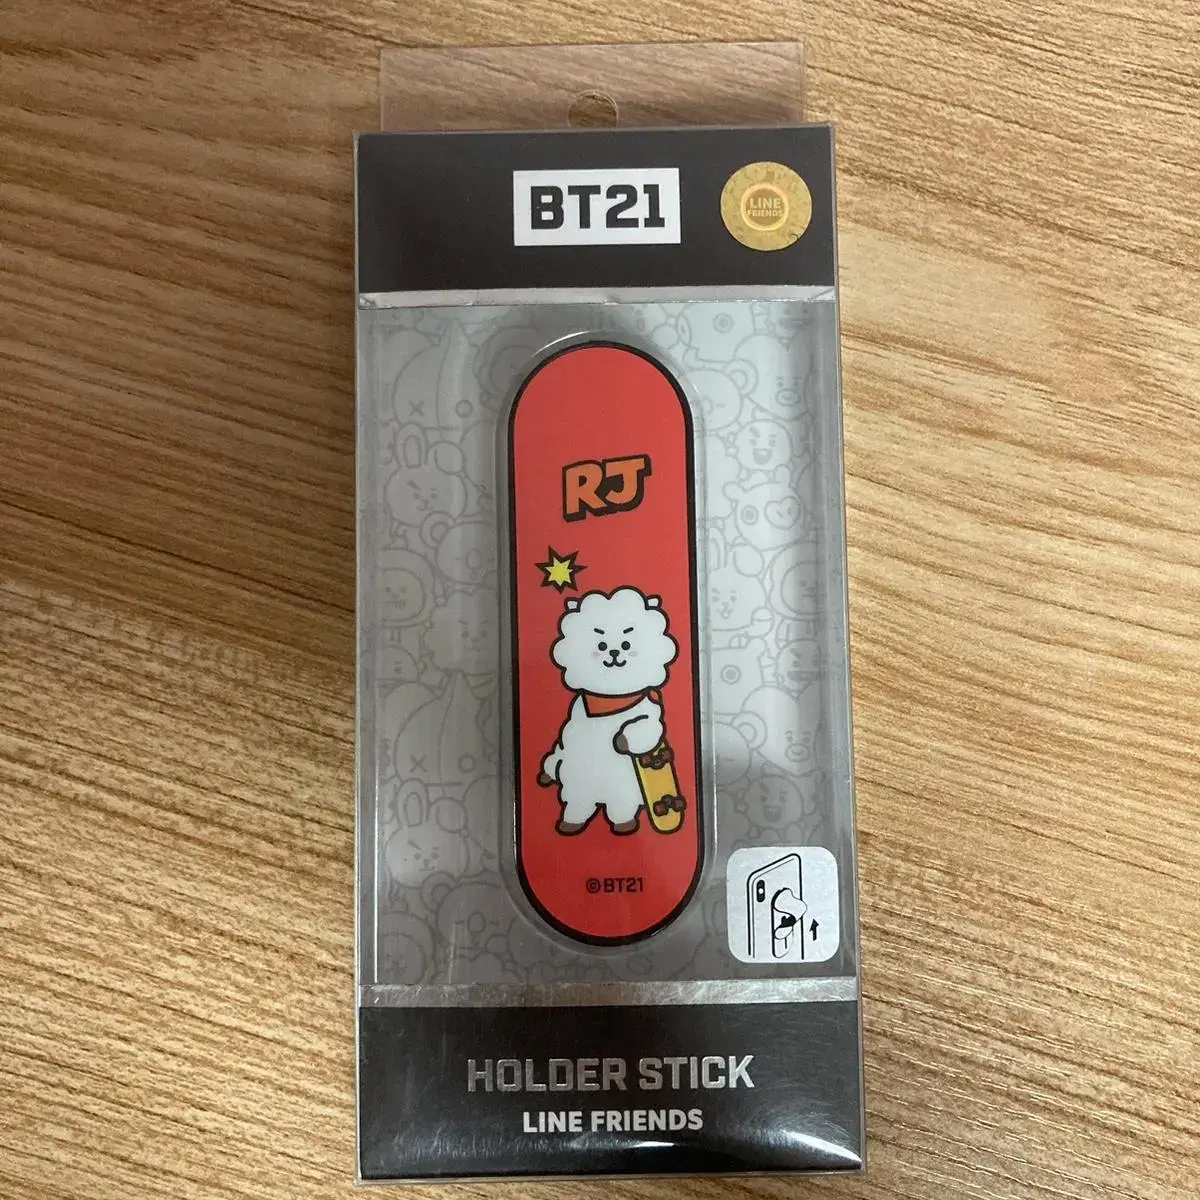 BT21
LINE
FRIENDS
RJ
©BT21
HOLDER STICK
LINE FRIENDS